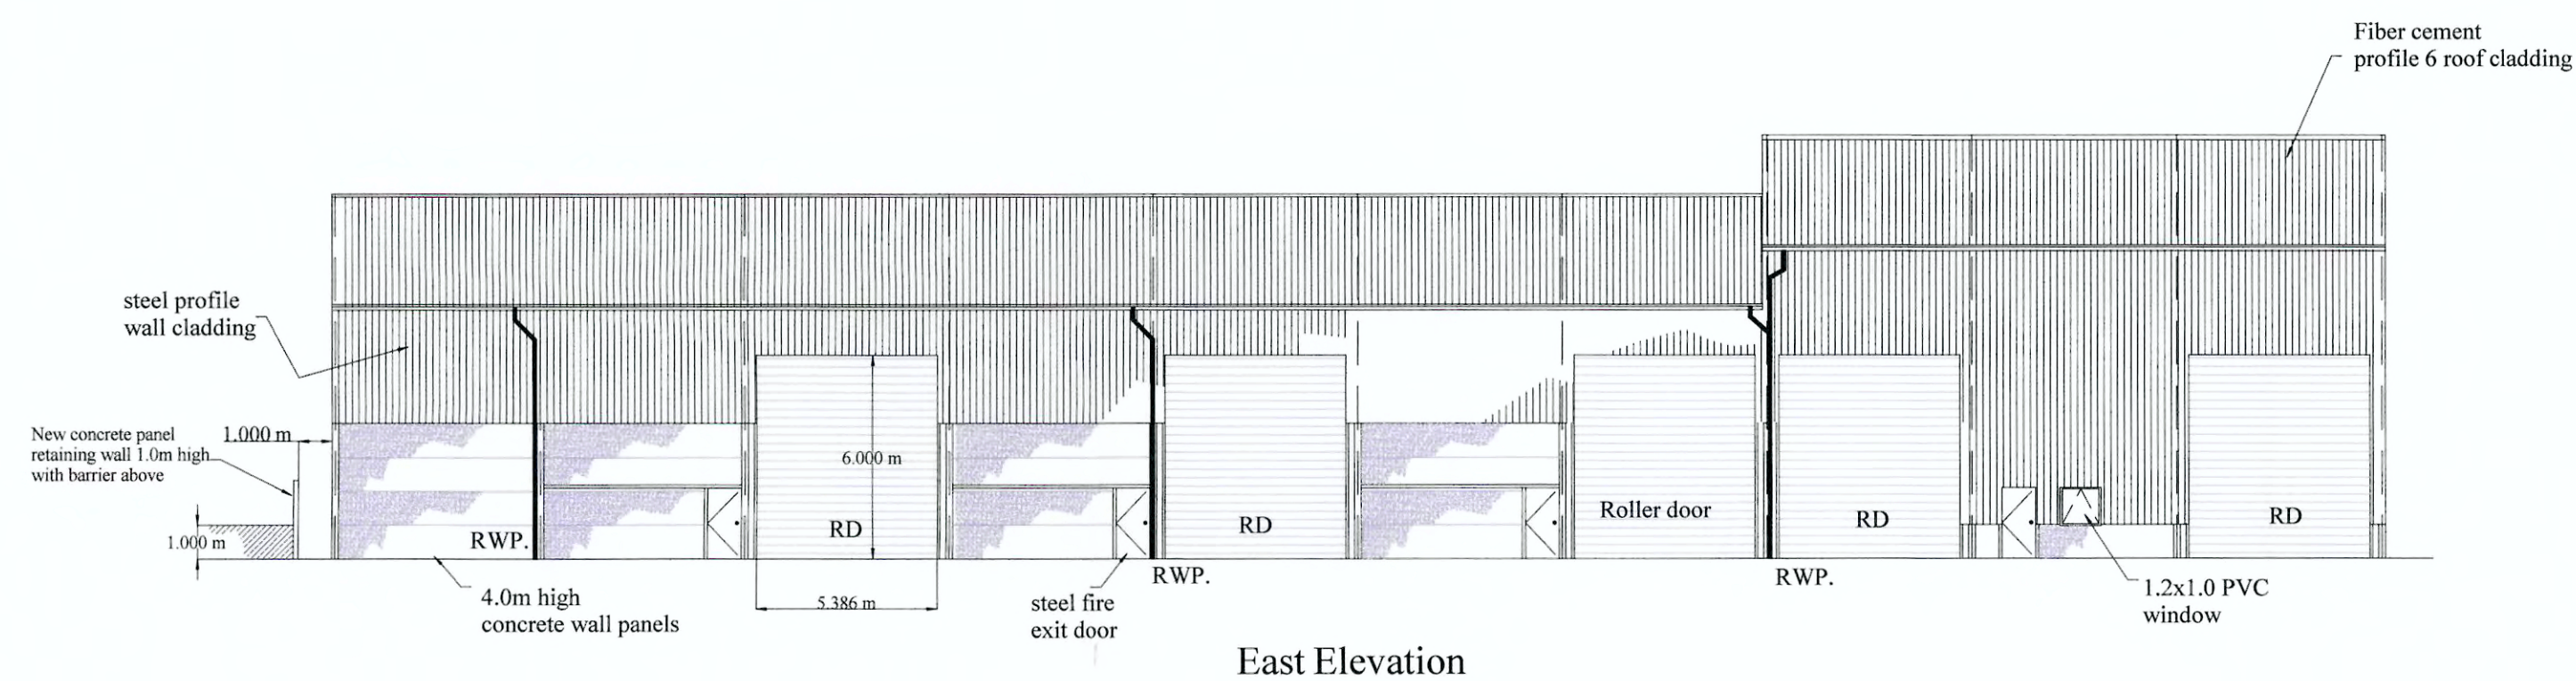 Fiber cement
profile 6 roof cladding
steel profile
wall cladding
New concrete panel
retaining wall 1.0m high
with barrier above
1.000 m
1.000 m
6.000 m
RWP.
RD
RD
Roller door
RD
RD
4.0m high
concrete wall panels
5.386 m
steel fire
exit door
RWP.
RWP.
1.2x1.0 PVC
window
East Elevation